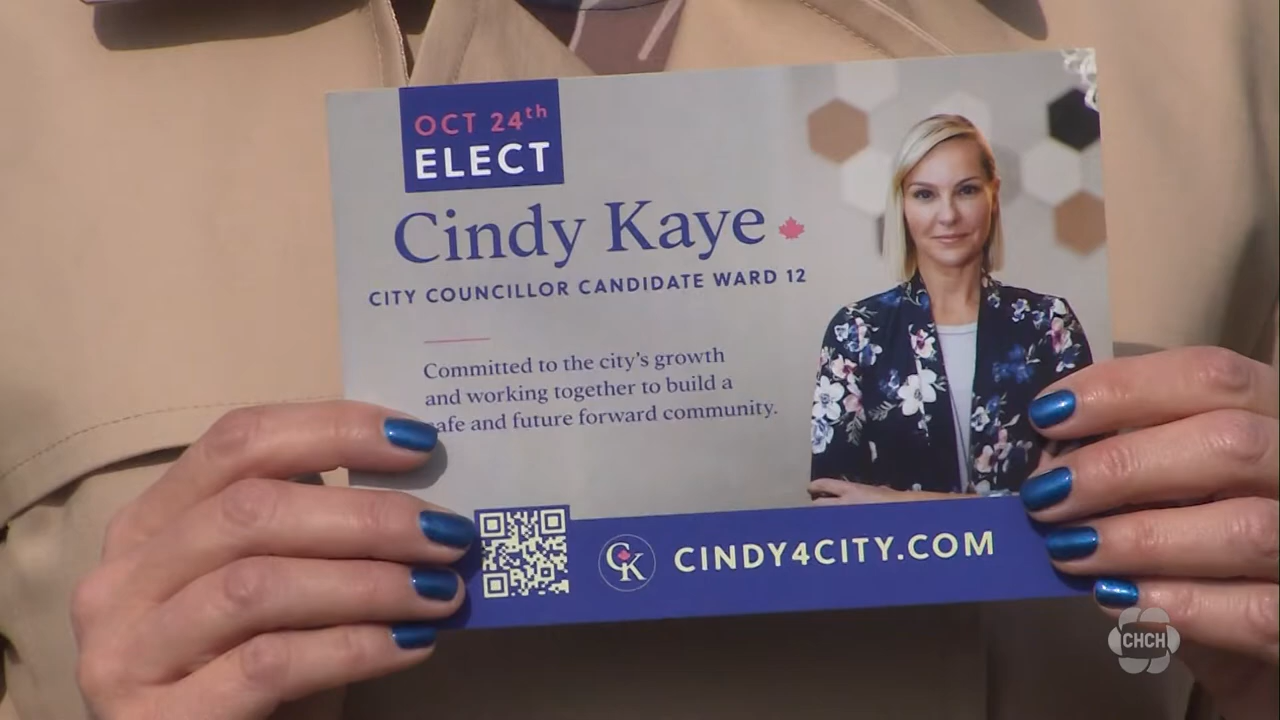 OCT 24th
ELECT
Cindy Kaye
CITY COUNCILLOR CANDIDATE WARD 12
Committed to the city's growth
and working together to build a
afe and future forward community.
CK
CINDY4CITY.COM
CHCH